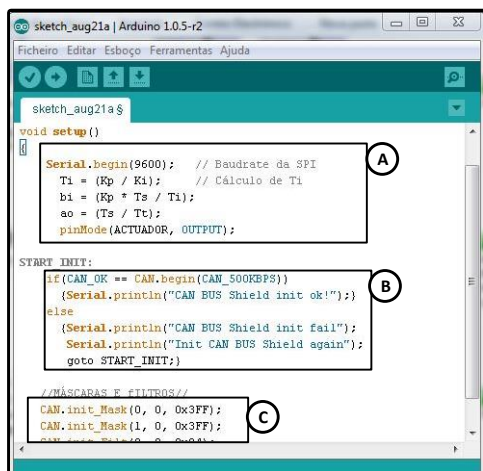 sketch_aug21a | Arduino 1.0.5-r2
Ficheiro Editar Esboço Ferramentas Ajuda
sketch_aug21a §
void setup()
{
Serial.begin(9600); // Baudrate da SPI
Ti = (Kp / Ki); // Cálculo de Ti
bi = (Kp * Ts / Ti);
ao = (Ts / Tt);
pinMode(ACTUADOR, OUTPUT);
A
START_INIT:
if(CAN_OK == CAN.begin(CAN_500KBPS))
{Serial.println("CAN BUS Shield init ok!");}
else
{Serial.println("CAN BUS Shield init fail");
Serial.println("Init CAN BUS Shield again");
goto START_INIT;}
B
//MÁSCARAS E fILTROS//
CAN.init_Mask(0, 0, 0x3FF);
CAN.init_Mask(1, 0, 0x3FF);
C